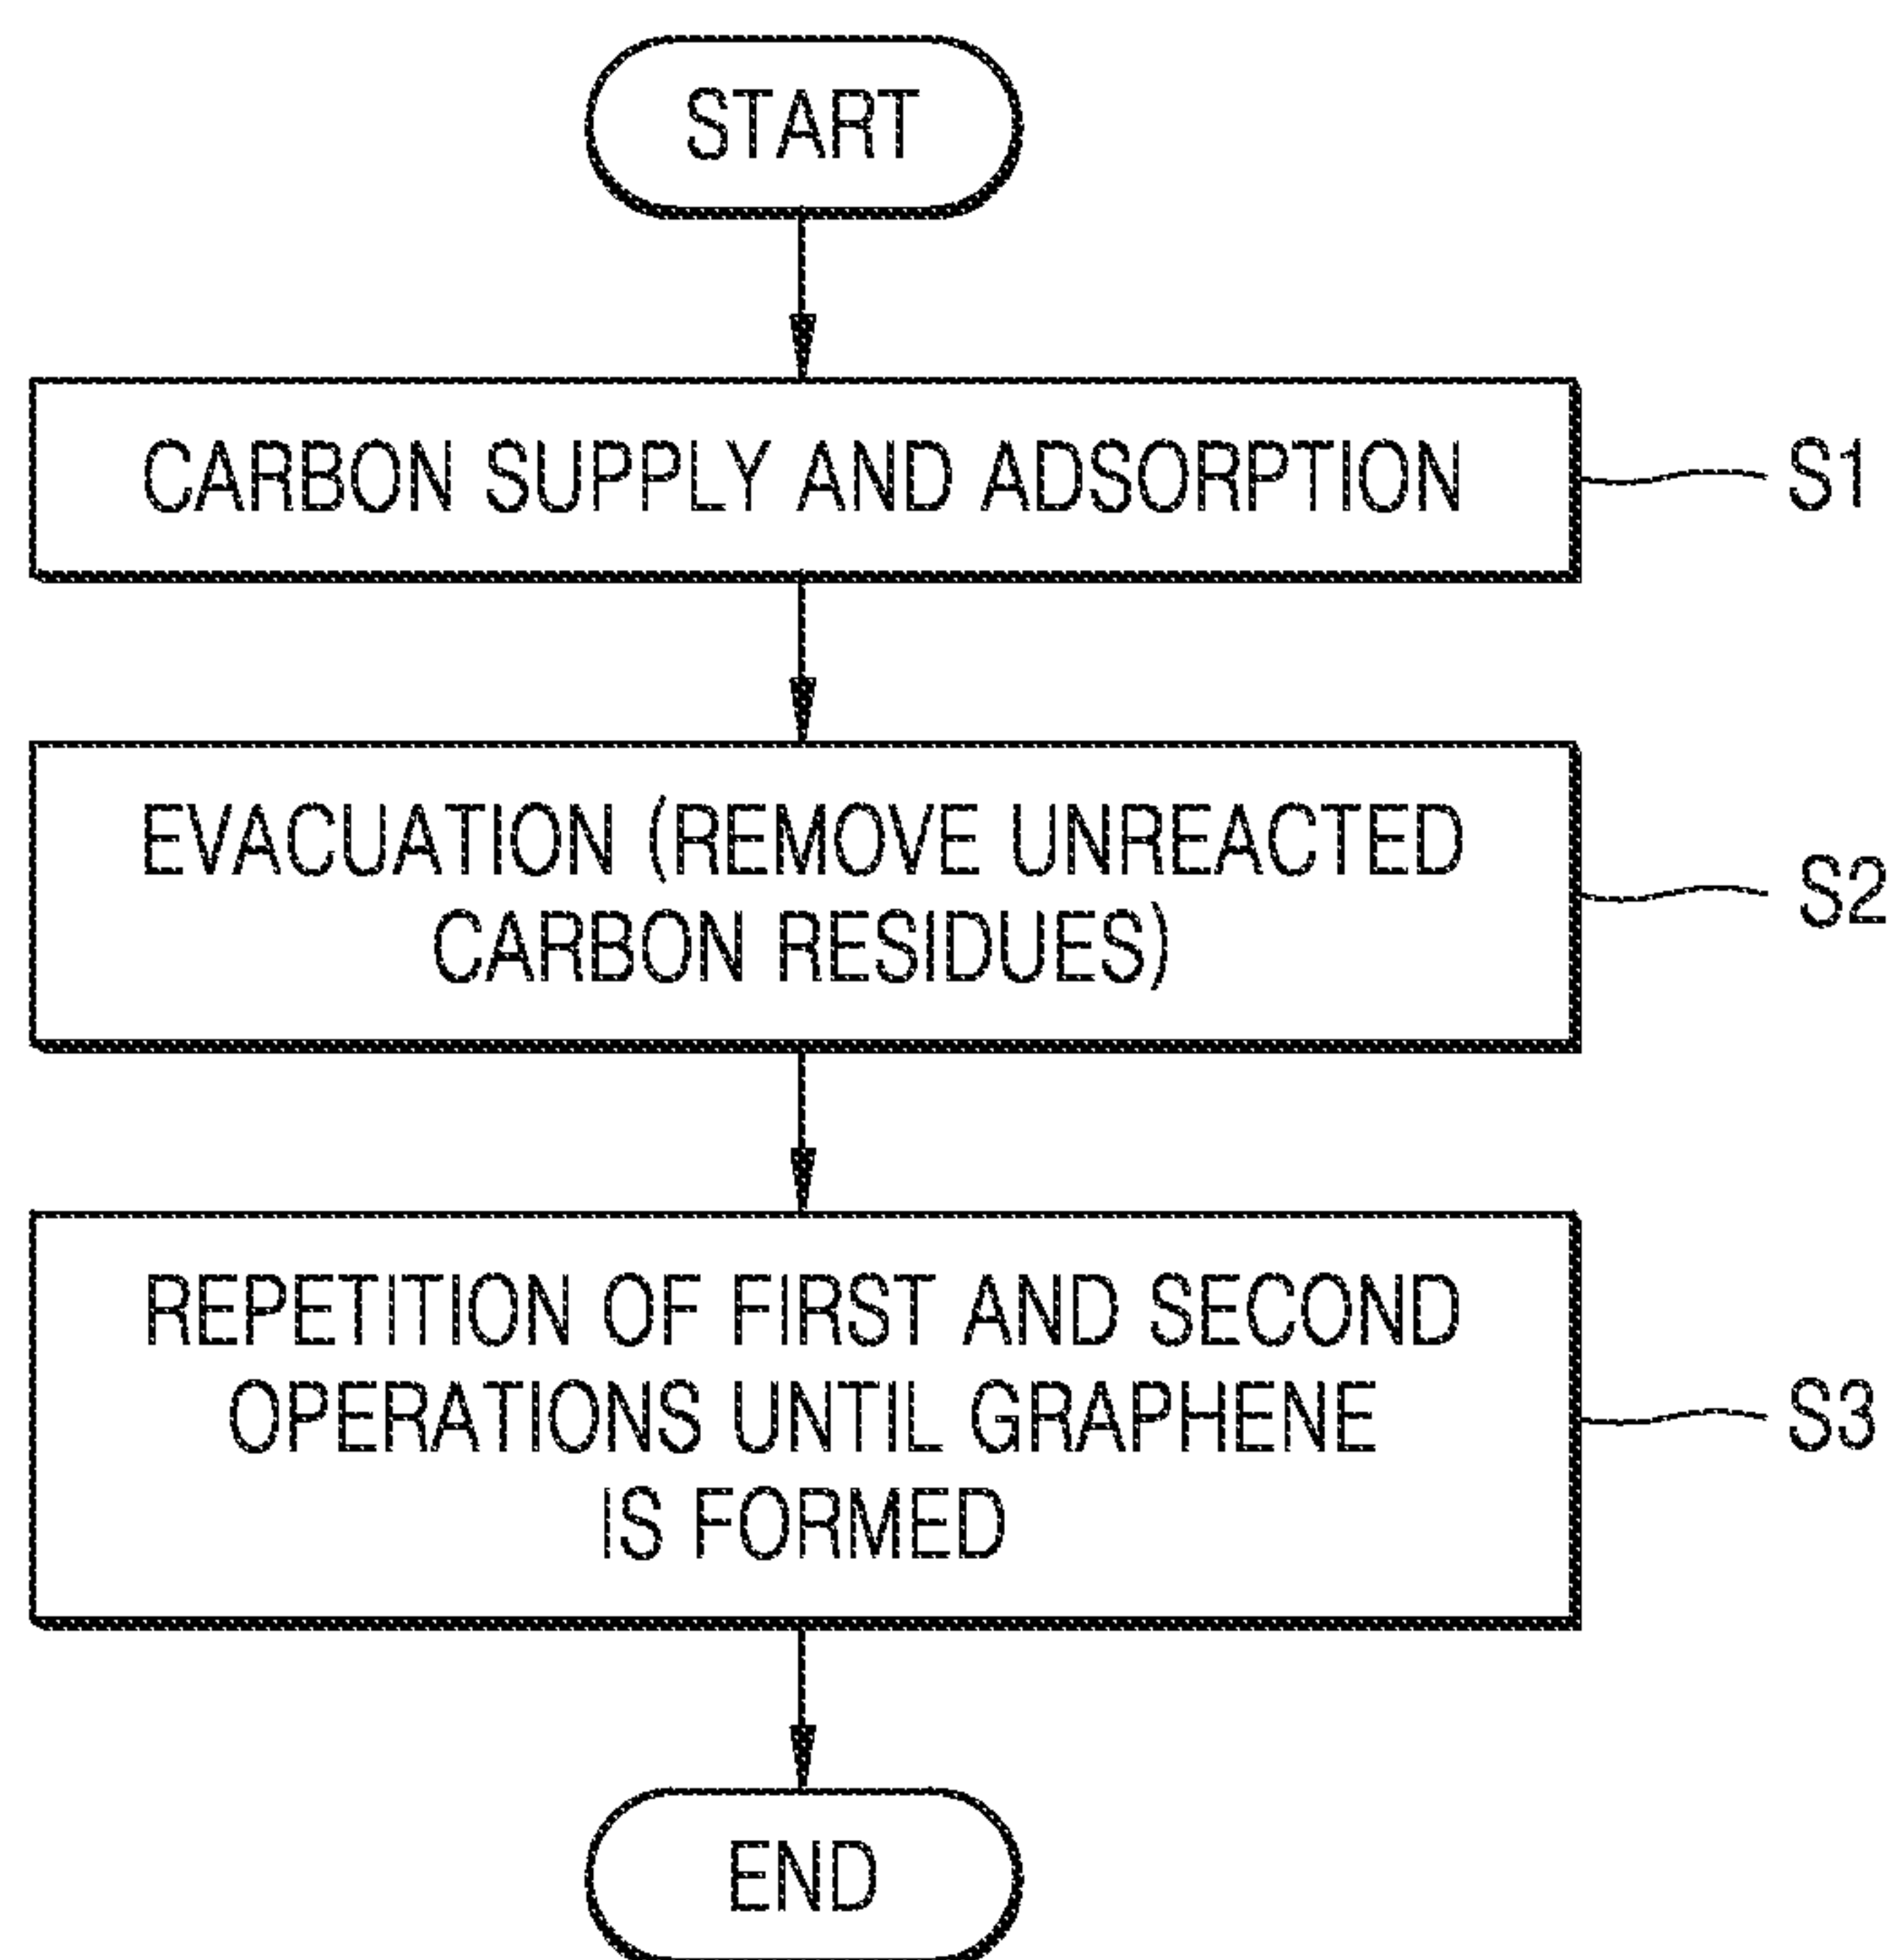 START
CARBON SUPPLY AND ADSORPTION
S1
EVACUATION (REMOVE UNREACTED
CARBON RESIDUES)
S2
REPETITION OF FIRST AND SECOND
OPERATIONS UNTIL GRAPHENE
IS FORMED
S3
END